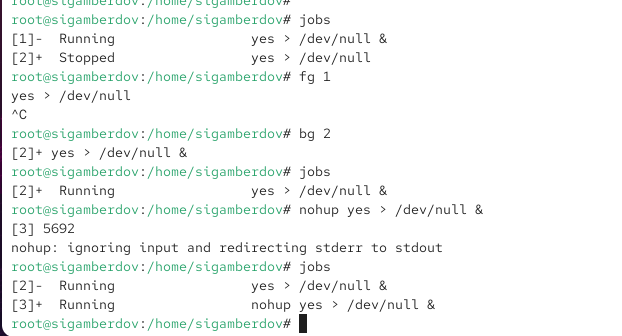 root@sigamberdov:/home/sigamberdov#
root@sigamberdov:/home/sigamberdov# jobs
[1]-  Running                 yes > /dev/null &
[2]+  Stopped                 yes > /dev/null
root@sigamberdov:/home/sigamberdov# fg 1
yes > /dev/null
^C
root@sigamberdov:/home/sigamberdov# bg 2
[2]+ yes > /dev/null &
root@sigamberdov:/home/sigamberdov# jobs
[2]+  Running                 yes > /dev/null &
root@sigamberdov:/home/sigamberdov# nohup yes > /dev/null &
[3] 5692
nohup: ignoring input and redirecting stderr to stdout
root@sigamberdov:/home/sigamberdov# jobs
[2]-  Running                 yes > /dev/null &
[3]+  Running                 nohup yes > /dev/null &
root@sigamberdov:/home/sigamberdov#